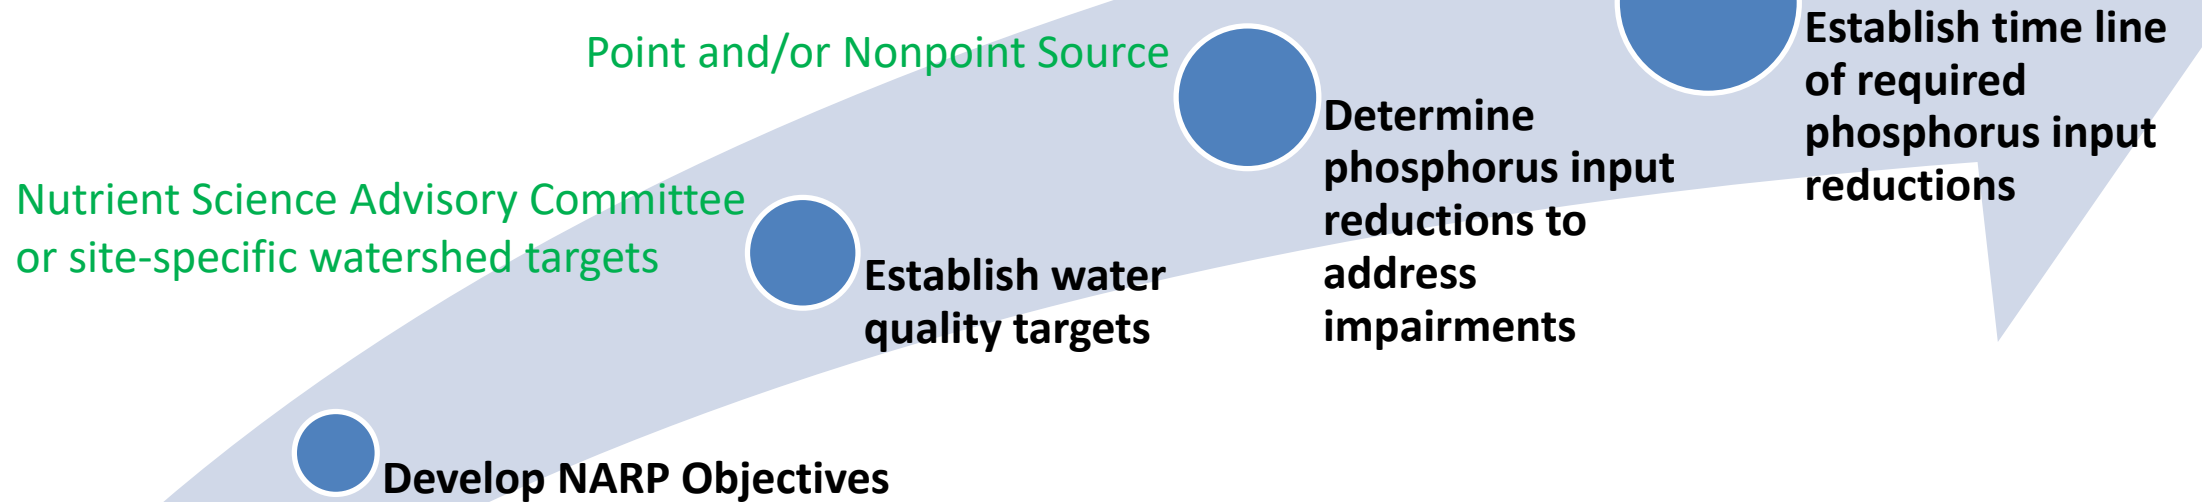 Point and/or Nonpoint Source
Establish time line
of required
phosphorus input
reductions
Determine
phosphorus input
reductions to
address
impairments
Nutrient Science Advisory Committee
or site-specific watershed targets
Establish water
quality targets
Develop NARP Objectives